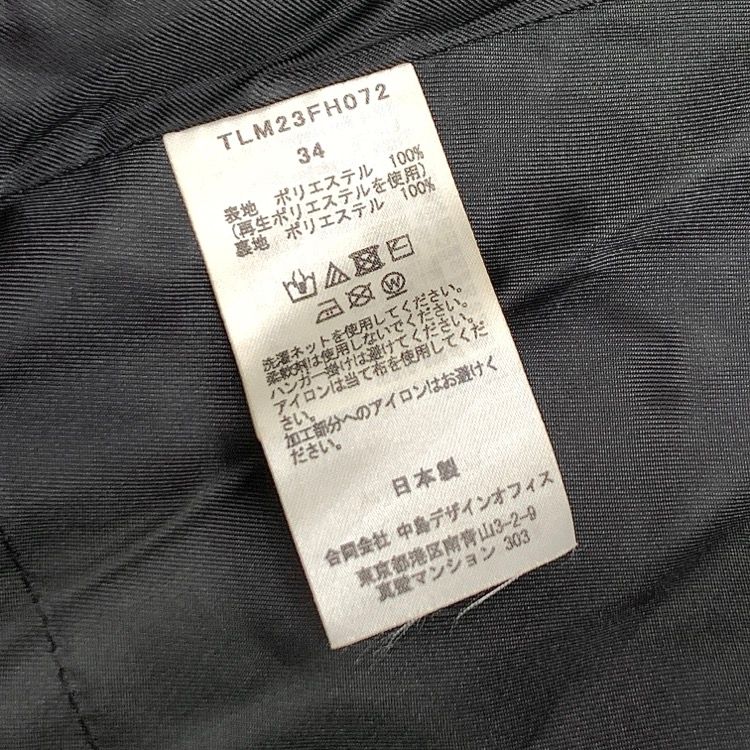 TLM23FH072
34
表地 ポリエステル 100%
(再生ポリエステルを使用)
裏地 ポリエステル 100%
W
洗濯ネットを使用してください。
柔軟剤は使用しないでください。
ハンガー掛けは避けてください。
アイロンは当て布を使用してくだ
さい。
加工部分へのアイロンはお避けく
ださい。
日本製
合同会社 中島デザインオフィス
東京都港区南青山3-2-9
真盛マンション 303